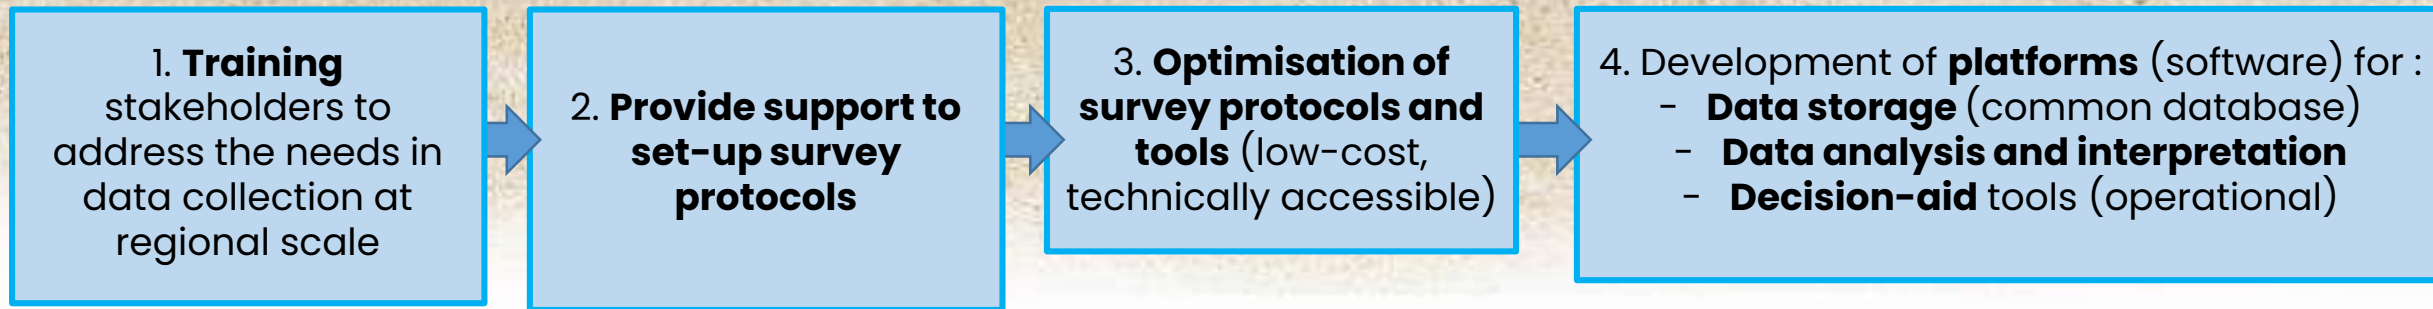 1. Training
stakeholders to
address the needs in
data collection at
regional scale
2. Provide support to
set-up survey
protocols
3. Optimisation of
survey protocols and
tools (low-cost,
technically accessible)
4. Development of platforms (software) for :
- Data storage (common database)
- Data analysis and interpretation
- Decision-aid tools (operational)